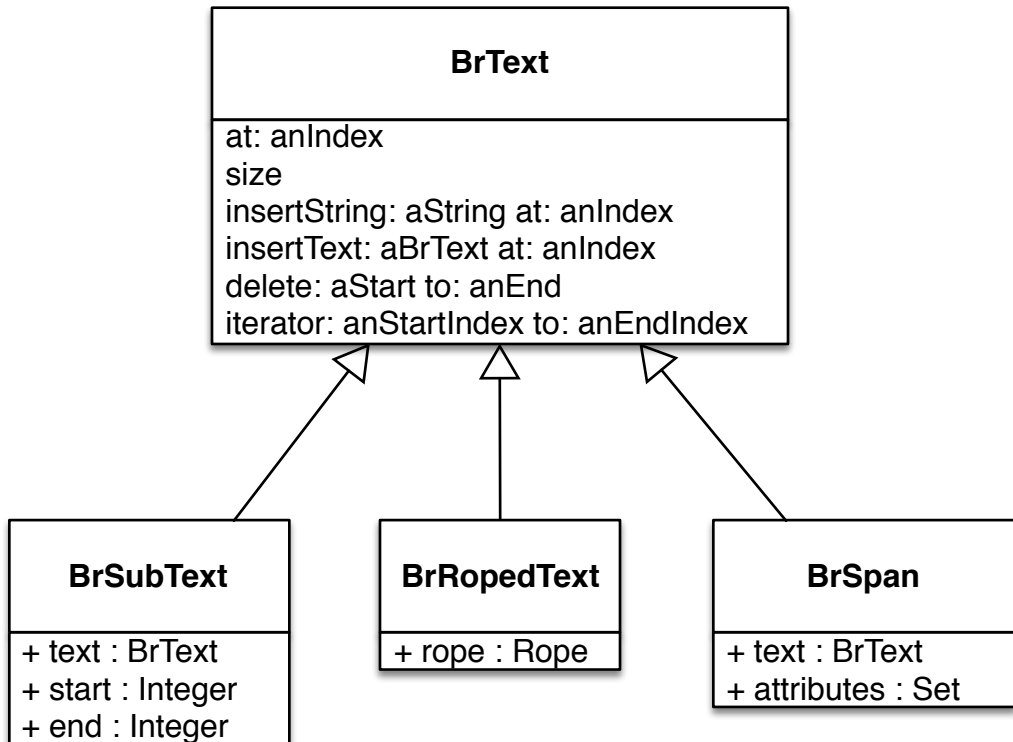 BrText
at: anIndex
size
insertString: aString at: anIndex
insertText: aBrText at: anIndex
delete: aStart to: anEnd
iterator: anStartIndex to: anEndIndex
BrSubText
+ text : BrText
+ start : Integer
+ end : Integer
BrRopedText
+ rope : Rope
BrSpan
+ text : BrText
+ attributes : Set